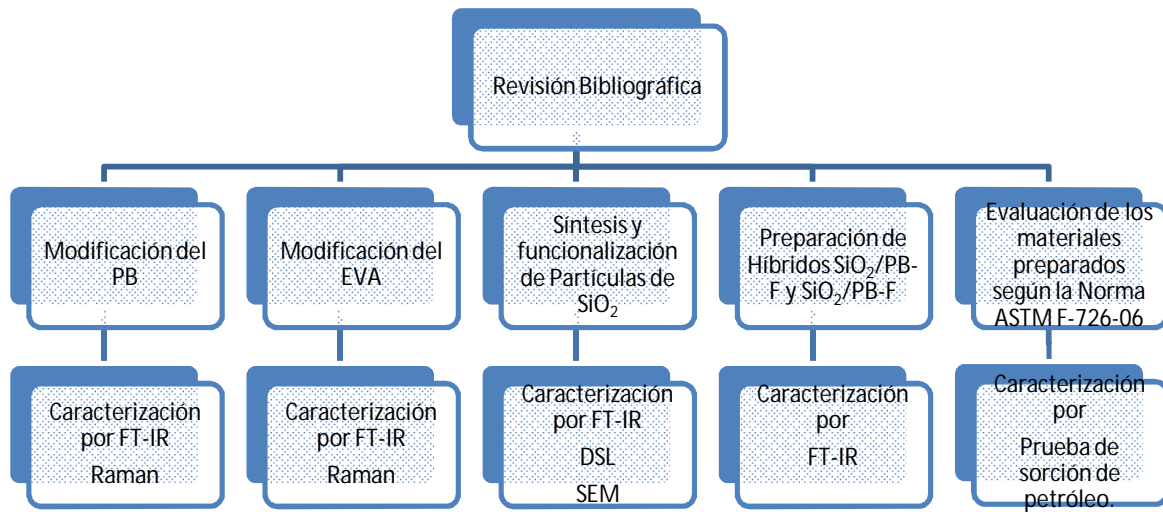 Revisión Bibliográfica
Modificación del
PB
Modificación del
EVA
Síntesis y
funcionalización
de Partículas de
SiO₂
Preparación de
Híbridos SiO₂/PB-
F y SiO₂/PB-F
Evaluación de los
materiales
preparados
según la Norma
ASTM F-726-06
Caracterización
por FT-IR
Raman
Caracterización
por FT-IR
Raman
Caracterización
por FT-IR
DSL
SEM
Caracterización
por
FT-IR
Caracterización
por
Prueba de
sorción de
petróleo.